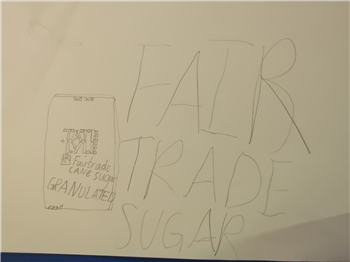 FAIR
TRADE
SUGAR
Fairtrade
CANE SUGAR
GRANULATED